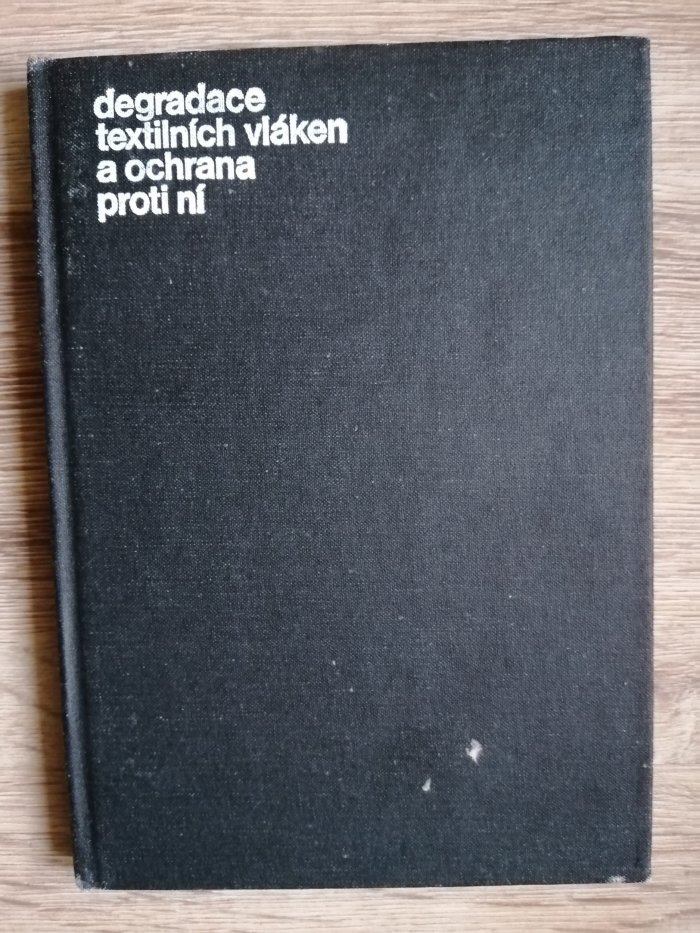 degradace
textilních vláken
a ochrana
proti ní